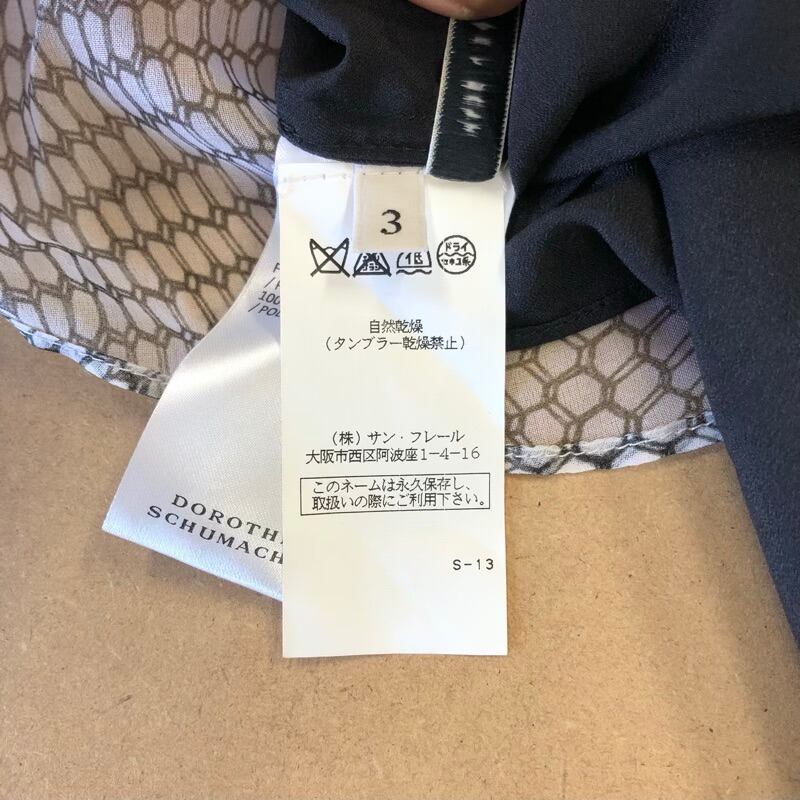 3
ドライ
自然乾燥
(タンブラー乾燥禁止)
(株) サン・フレール
大阪市西区阿波座1-4-16
このネームは永久保存し、
取扱いの際にご利用下さい。
S-13
100
DOROTH
SCHUMACH